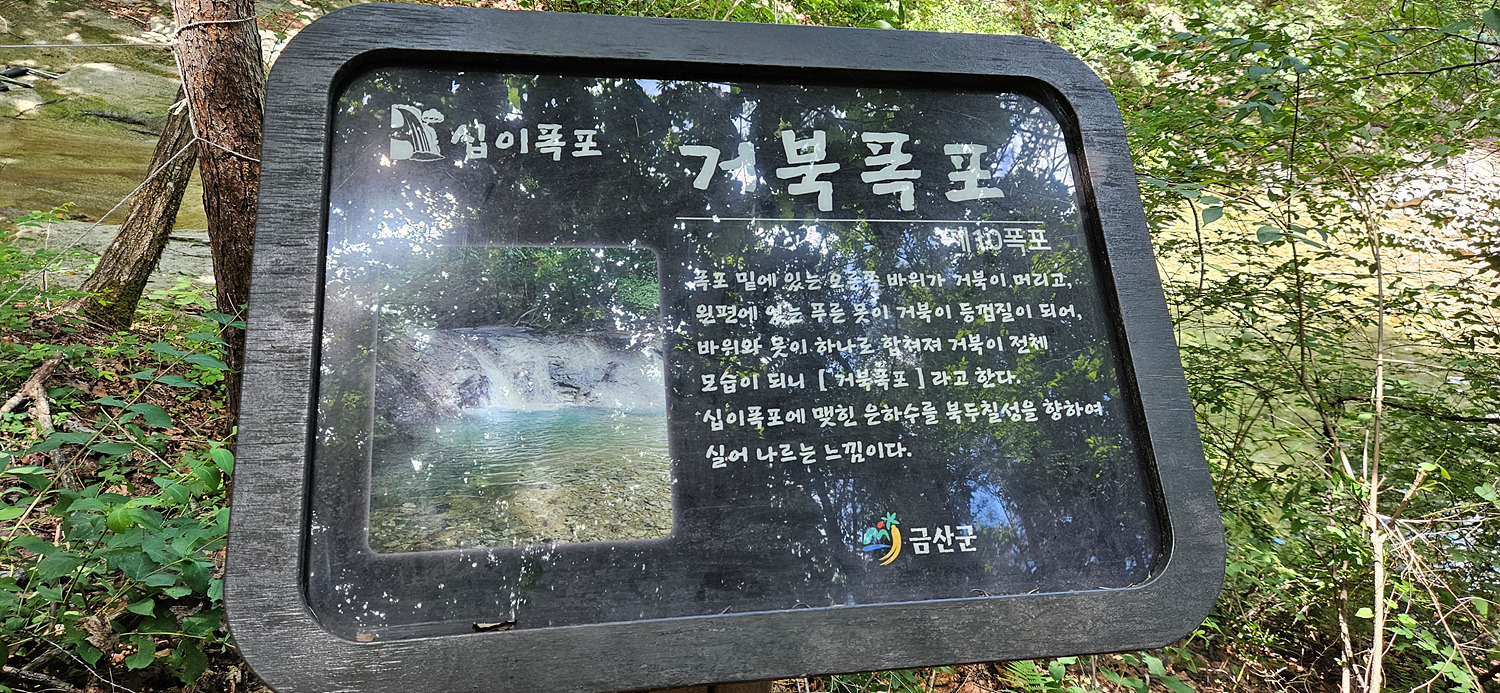 십이폭포
거북폭포
제10폭포
폭포 밑에 있는 오른쪽 바위가 거북이 머리고,
왼편에 있는 푸른 못이 거북이 등껍질이 되어,
바위와 못이 하나로 합쳐져 거북이 전체
모습이 되니 [ 거북폭포 ] 라고 한다.
십이폭포에 맺힌 은하수를 북두칠성을 향하여
실어 나르는 느낌이다.
금산군